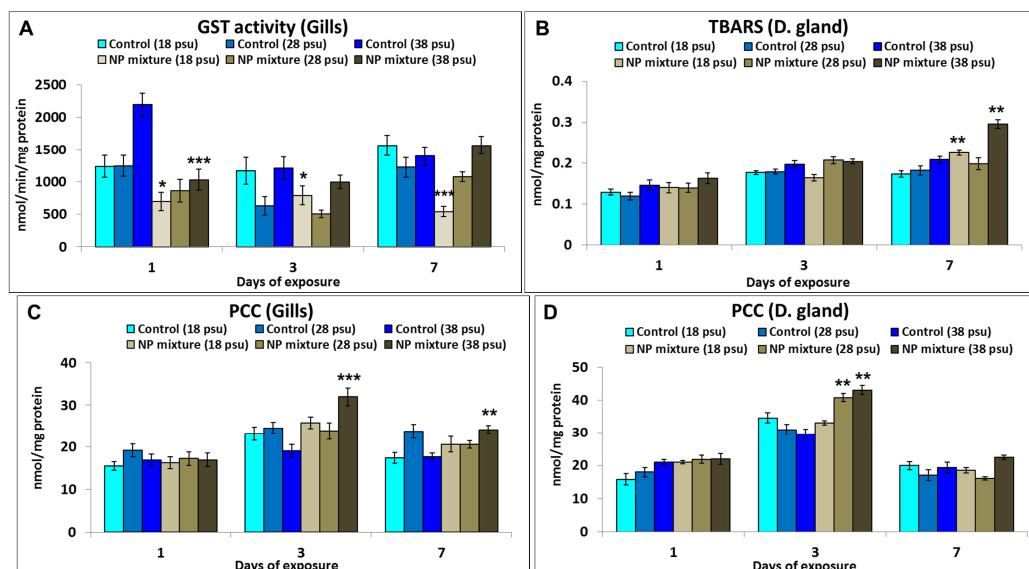 A
GST activity (Gills)
Control (18 psu) Control (28 psu) Control (38 psu)
NP mixture (18 psu) NP mixture (28 psu) NP mixture (38 psu)
nmol/min/mg protein
2500
2000
1500
1000
500
0
* *** * ***
1 3 7
Days of exposure
B
TBARS (D. gland)
Control (18 psu) Control (28 psu) Control (38 psu)
NP mixture (18 psu) NP mixture (28 psu) NP mixture (38 psu)
nmol/mg protein
0.4
0.3
0.2
0.1
0
** **
1 3 7
Days of exposure
C
PCC (Gills)
Control (18 psu) Control (28 psu) Control (38 psu)
NP mixture (18 psu) NP mixture (28 psu) NP mixture (38 psu)
nmol/mg protein
40
30
20
10
0
*** **
1 3 7
Days of exposure
D
PCC (D. gland)
Control (18 psu) Control (28 psu) Control (38 psu)
NP mixture (18 psu) NP mixture (28 psu) NP mixture (38 psu)
nmol/mg protein
50
40
30
20
10
0
** **
1 3 7
Days of exposure